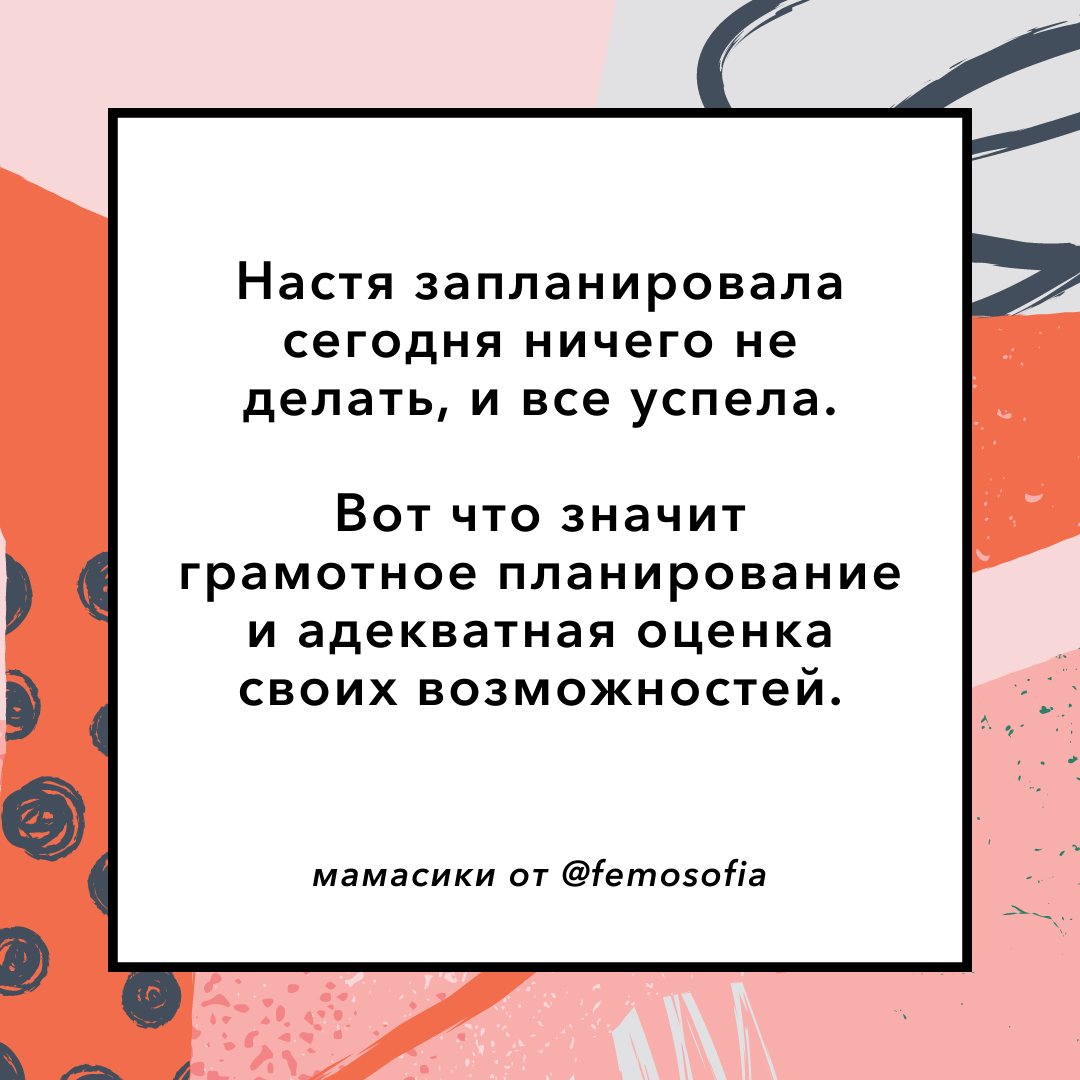 Настя запланировала
сегодня ничего не
делать, и все успела.
Вот что значит
грамотное планирование
и адекватная оценка
своих возможностей.
мамасики от @femosofia